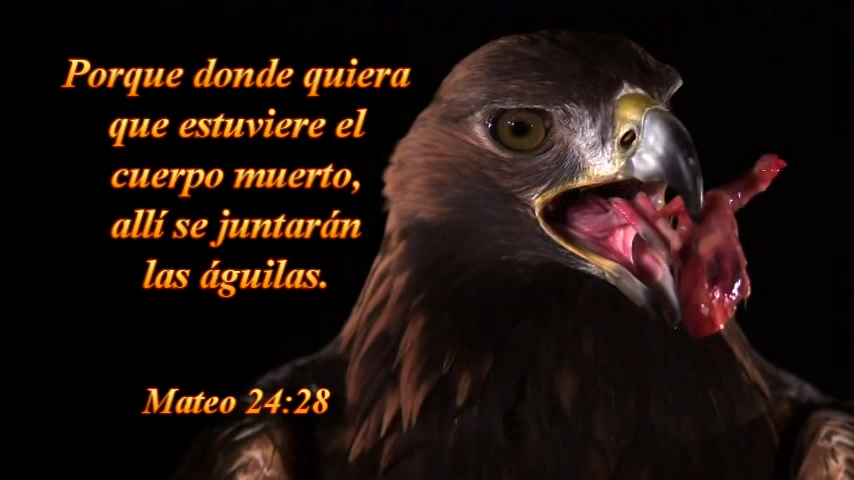 Porque donde quiera
que estuviere el
cuerpo muerto,
allí se juntarán
las águilas.
Mateo 24:28